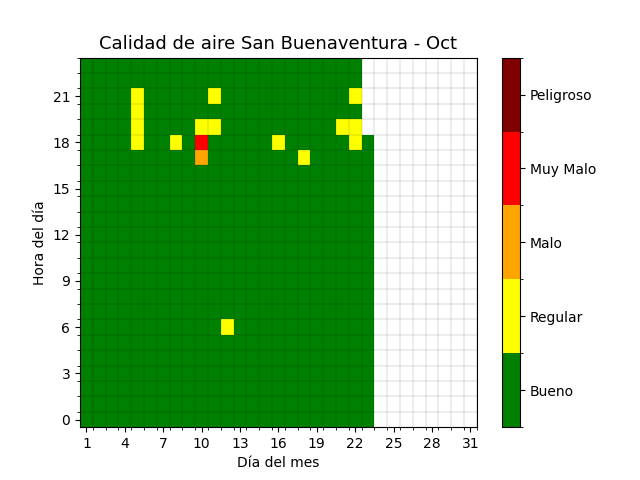 Calidad de aire San Buenaventura - Oct
Hora del día
21
18
15
12
9
6
3
0
1 4 7 10 13 16 19 22 25 28 31
Día del mes
Peligroso
Muy Malo
Malo
Regular
Bueno